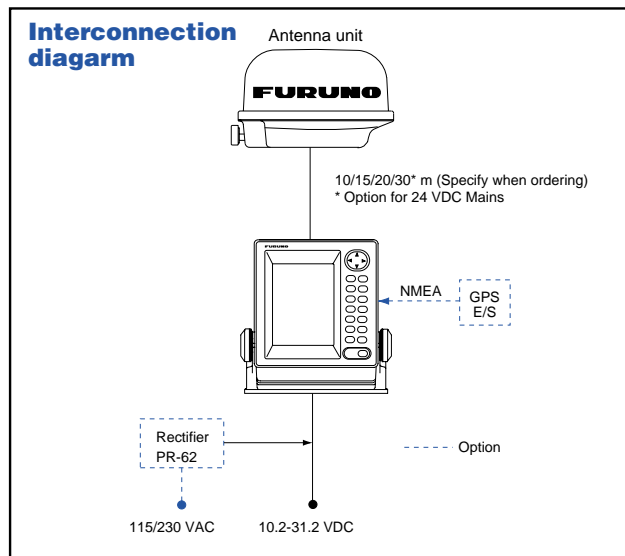 Interconnection
diagarm
Antenna unit
FURUNO
10/15/20/30* m (Specify when ordering)
* Option for 24 VDC Mains
FURUNO
NMEA
GPS
E/S
Rectifier
PR-62
Option
115/230 VAC
10.2-31.2 VDC